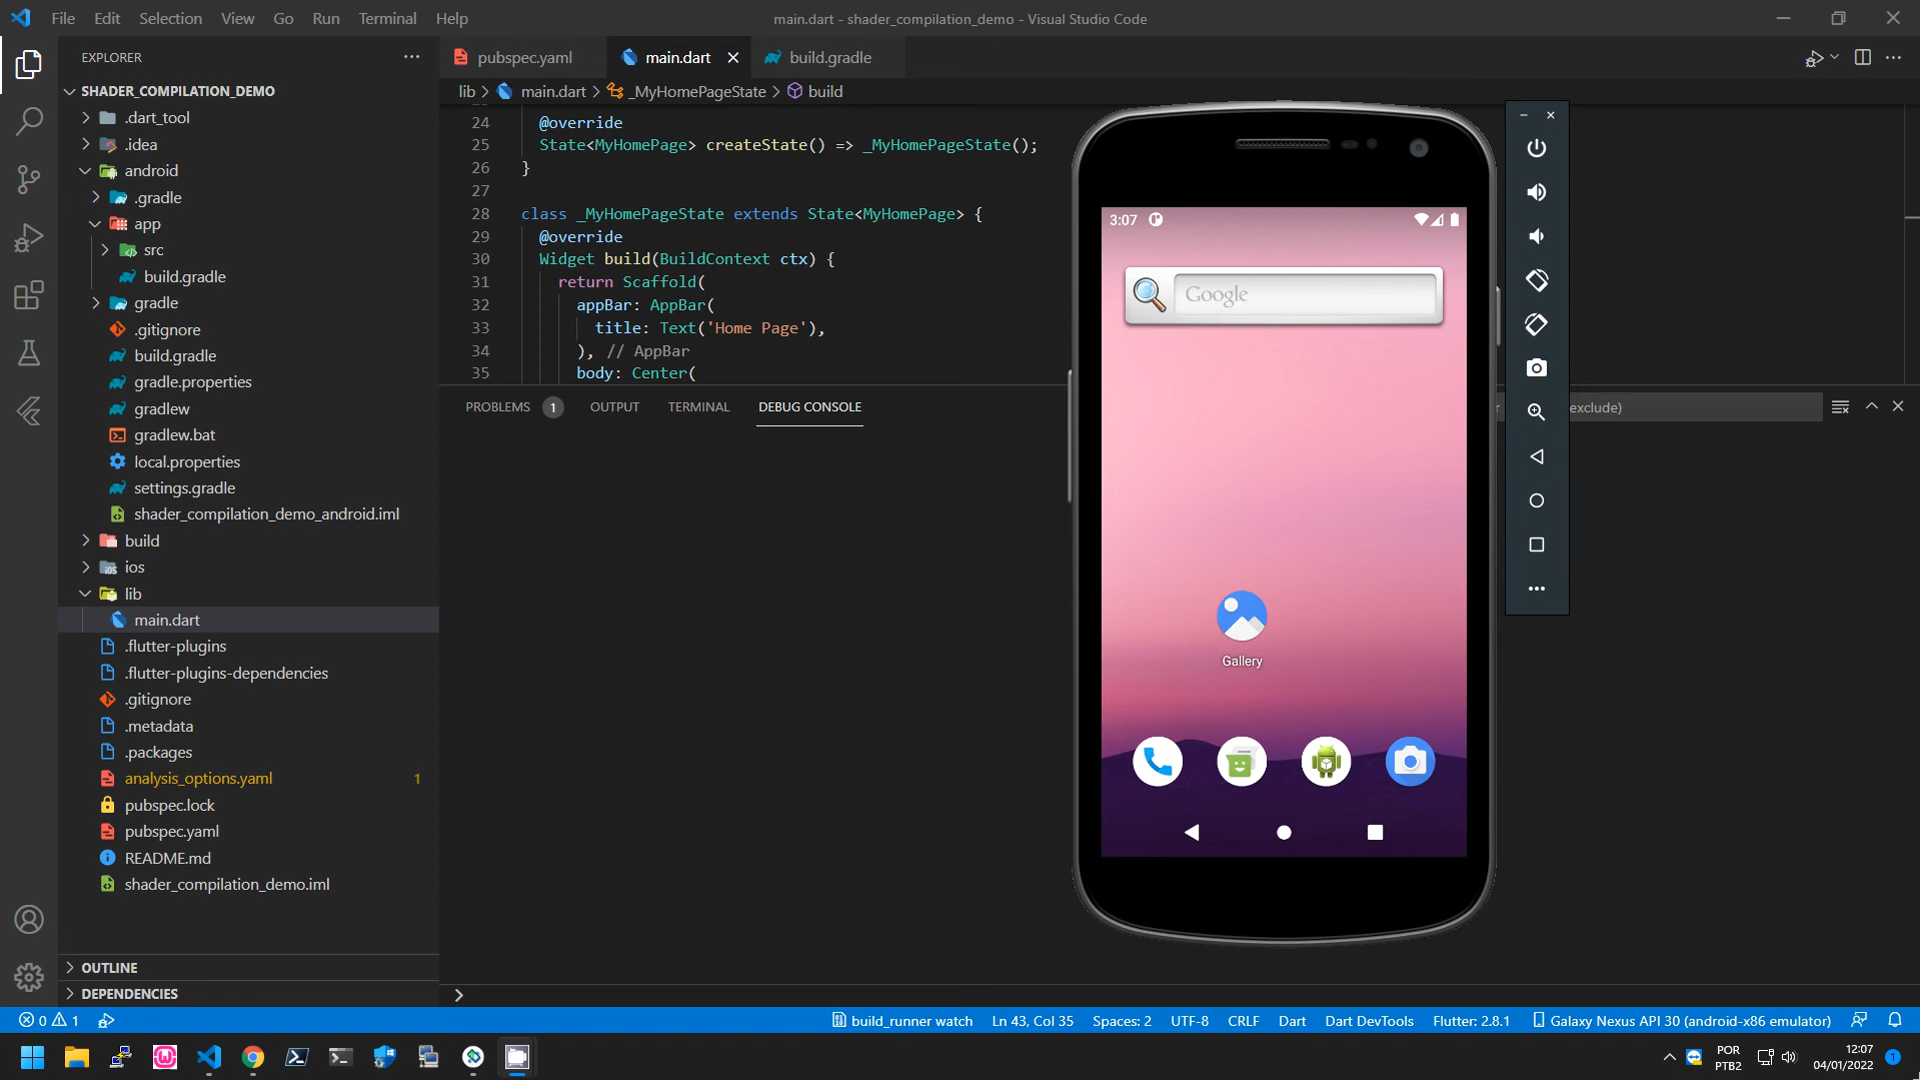 File Edit Selection View Go Run Terminal Help
main.dart - shader_compilation_demo - Visual Studio Code
EXPLORER
SHADER_COMPILATION_DEMO
.dart_tool
.idea
android
.gradle
app
src
build.gradle
gradle
.gitignore
build.gradle
gradle.properties
gradlew
gradlew.bat
local.properties
settings.gradle
shader_compilation_demo_android.iml
build
ios
lib
main.dart
.flutter-plugins
.flutter-plugins-dependencies
.gitignore
.metadata
.packages
analysis_options.yaml 1
pubspec.lock
pubspec.yaml
README.md
shader_compilation_demo.iml
OUTLINE
DEPENDENCIES
pubspec.yaml main.dart build.gradle
lib main.dart _MyHomePageState build
24 @override
25 State<MyHomePage> createState() => _MyHomePageState();
26 }
27
28 class _MyHomePageState extends State<MyHomePage> {
29 @override
30 Widget build(BuildContext ctx) {
31 return Scaffold(
32 appBar: AppBar(
33 title: Text('Home Page'),
34 ), // AppBar
35 body: Center(
PROBLEMS 1 OUTPUT TERMINAL DEBUG CONSOLE
exclude)
3:07
Google
Gallery
0 1
build_runner watch Ln 43, Col 35 Spaces: 2 UTF-8 CRLF Dart Dart DevTools Flutter: 2.8.1 Galaxy Nexus API 30 (android-x86 emulator)
POR
PTB2
12:07
04/01/2022
1